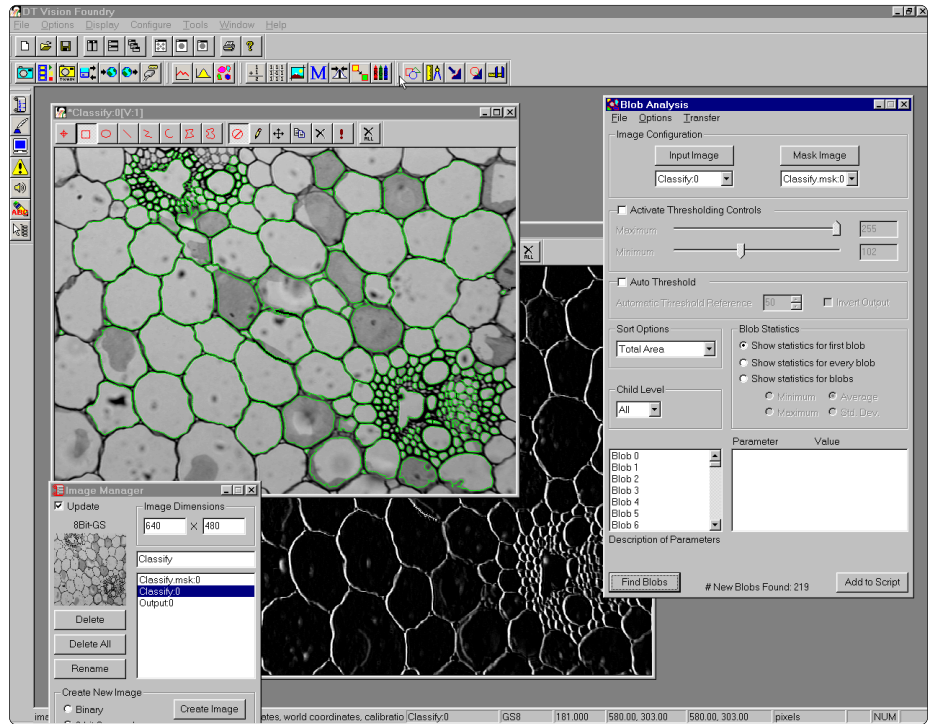 DT Vision Foundry
File Options Display Configure Tools Window Help
*Classify:0[V:1]
ALL
ALL
Blob Analysis
File Options Transfer
Image Configuration
Input Image Mask Image
Classify:0 Classify.msk:0
Activate Thresholding Controls
Maximum 255
Minimum 102
Auto Threshold
Automatic Threshold Reference 50 Invert Output
Sort Options
Total Area
Blob Statistics
Show statistics for first blob
Show statistics for every blob
Show statistics for blobs
Minimum Average
Maximum Std. Dev.
Child Level
All
Parameter Value
Blob 0
Blob 1
Blob 2
Blob 3
Blob 4
Blob 5
Blob 6
Description of Parameters
Find Blobs # New Blobs Found: 219 Add to Script
Image Manager
Update
8Bit-GS
Image Dimensions
640 X 480
Classify
Classify.msk:0
Classify:0
Output:0
Delete
Delete All
Rename
Create New Image
Binary
Create Image
ates, world coordinates, calibratio Classify:0 GS8 181.000 580.00, 303.00 580.00, 303.00 pixels NUM